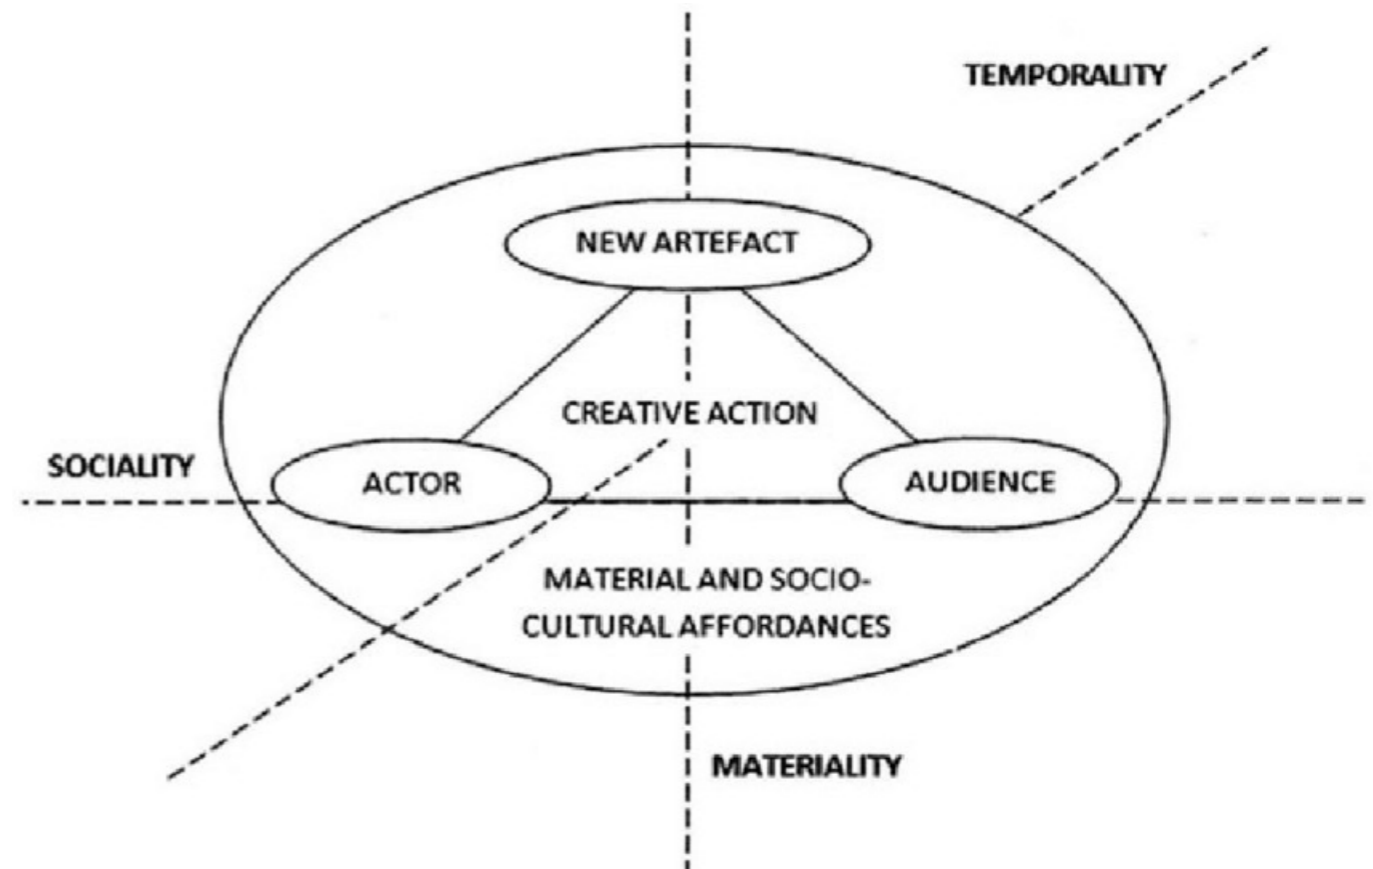 TEMPORALITY
NEW ARTEFACT
CREATIVE ACTION
SOCIALITY
ACTOR
AUDIENCE
MATERIAL AND SOCIO-
CULTURAL AFFORDANCES
MATERIALITY